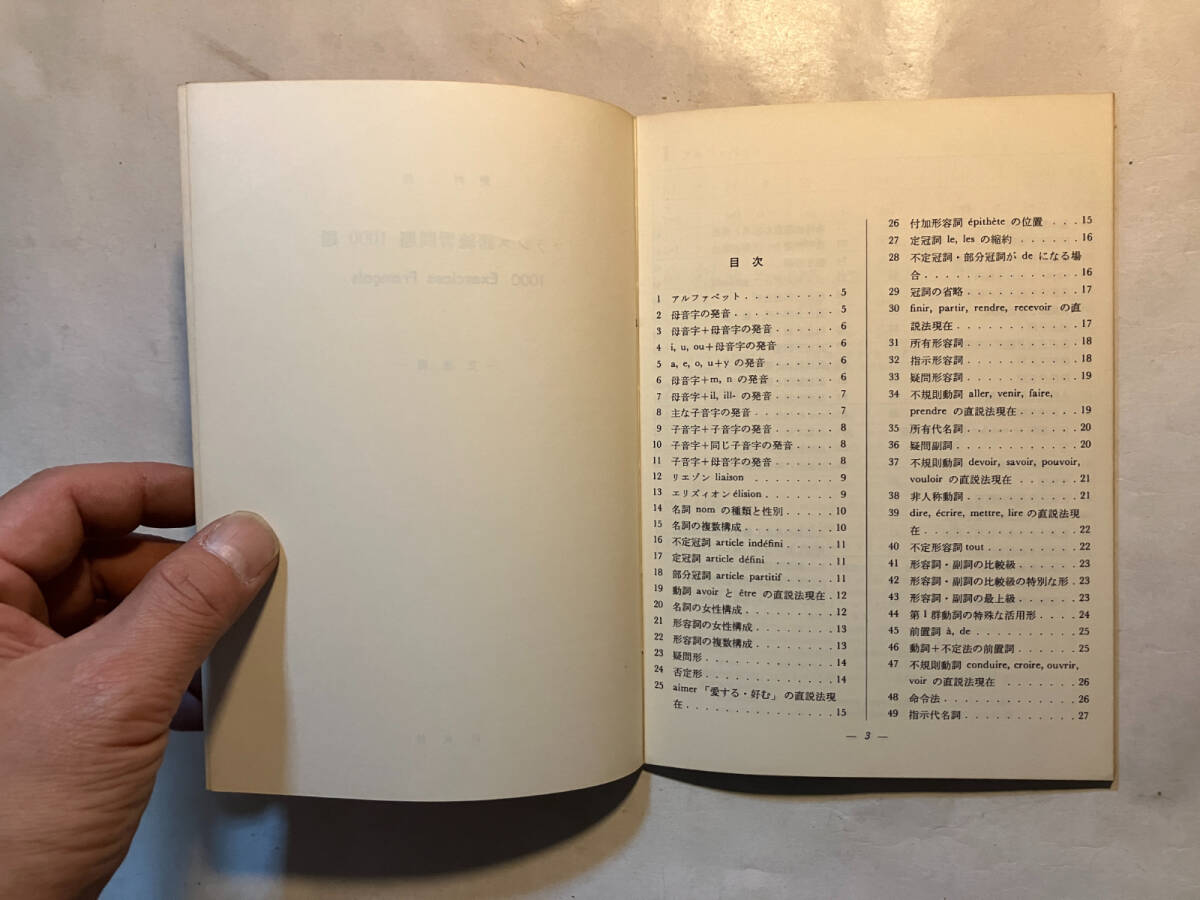 目次
1 アルファベット . . . . . . . . . 5
2 母音字の発音 . . . . . . . . . . 5
3 母音字+母音字の発音 . . . . . . 6
4 i, u, ou+母音字の発音 . . . . . 6
5 a, e, o, u+y の発音 . . . . . . 6
6 母音字+m, n の発音 . . . . . . 6
7 母音字+il, ill- の発音 . . . . . 7
8 主な子音字の発音 . . . . . . . . 7
9 子音字+子音字の発音 . . . . . . 8
10 子音字+同じ子音字の発音 . . . . 8
11 子音字+母音字の発音 . . . . . . 8
12 リエゾン liaison . . . . . . . . 9
13 エリズィオン élision . . . . . . . 9
14 名詞 nom の種類と性別 . . . . . 10
15 名詞の複数構成 . . . . . . . . . 10
16 不定冠詞 article indéfini . . . . . 11
17 定冠詞 article défini . . . . . . 11
18 部分冠詞 article partitif . . . . . 11
19 動詞 avoir と être の直説法現在 . 12
20 名詞の女性構成 . . . . . . . . . 12
21 形容詞の女性構成 . . . . . . . . 13
22 形容詞の複数構成 . . . . . . . . 13
23 疑問形 . . . . . . . . . . . . . 14
24 否定形 . . . . . . . . . . . . . 14
25 aimer「愛する・好む」の直説法現
在 . . . . . . . . . . . . . . . 15
26 付加形容詞 épithète の位置 . . . 15
27 定冠詞 le, les の縮約 . . . . . . 16
28 不定冠詞・部分冠詞が de になる場
合 . . . . . . . . . . . . . . . 16
29 冠詞の省略 . . . . . . . . . . . 17
30 finir, partir, rendre, recevoir の直
説法現在 . . . . . . . . . . . . 17
31 所有形容詞 . . . . . . . . . . . 18
32 指示形容詞 . . . . . . . . . . . 18
33 疑問形容詞 . . . . . . . . . . . 19
34 不規則動詞 aller, venir, faire,
prendre の直説法現在 . . . . . . 19
35 所有代名詞 . . . . . . . . . . . 20
36 疑問副詞 . . . . . . . . . . . . 20
37 不規則動詞 devoir, savoir, pouvoir,
vouloir の直説法現在 . . . . . . 21
38 非人称動詞 . . . . . . . . . . . 21
39 dire, écrire, mettre, lire の直説法現
在 . . . . . . . . . . . . . . . 22
40 不定形容詞 tout . . . . . . . . . 22
41 形容詞・副詞の比較級 . . . . . . 23
42 形容詞・副詞の比較級の特別な形 . 23
43 形容詞・副詞の最上級 . . . . . . 23
44 第1群動詞の特殊な活用形 . . . . 24
45 前置詞 à, de . . . . . . . . . . 25
46 動詞+不定法の前置詞 . . . . . . 25
47 不規則動詞 conduire, croire, ouvrir,
voir の直説法現在 . . . . . . . 26
48 命令法 . . . . . . . . . . . . . 26
49 指示代名詞 . . . . . . . . . . . 27
— 3 —